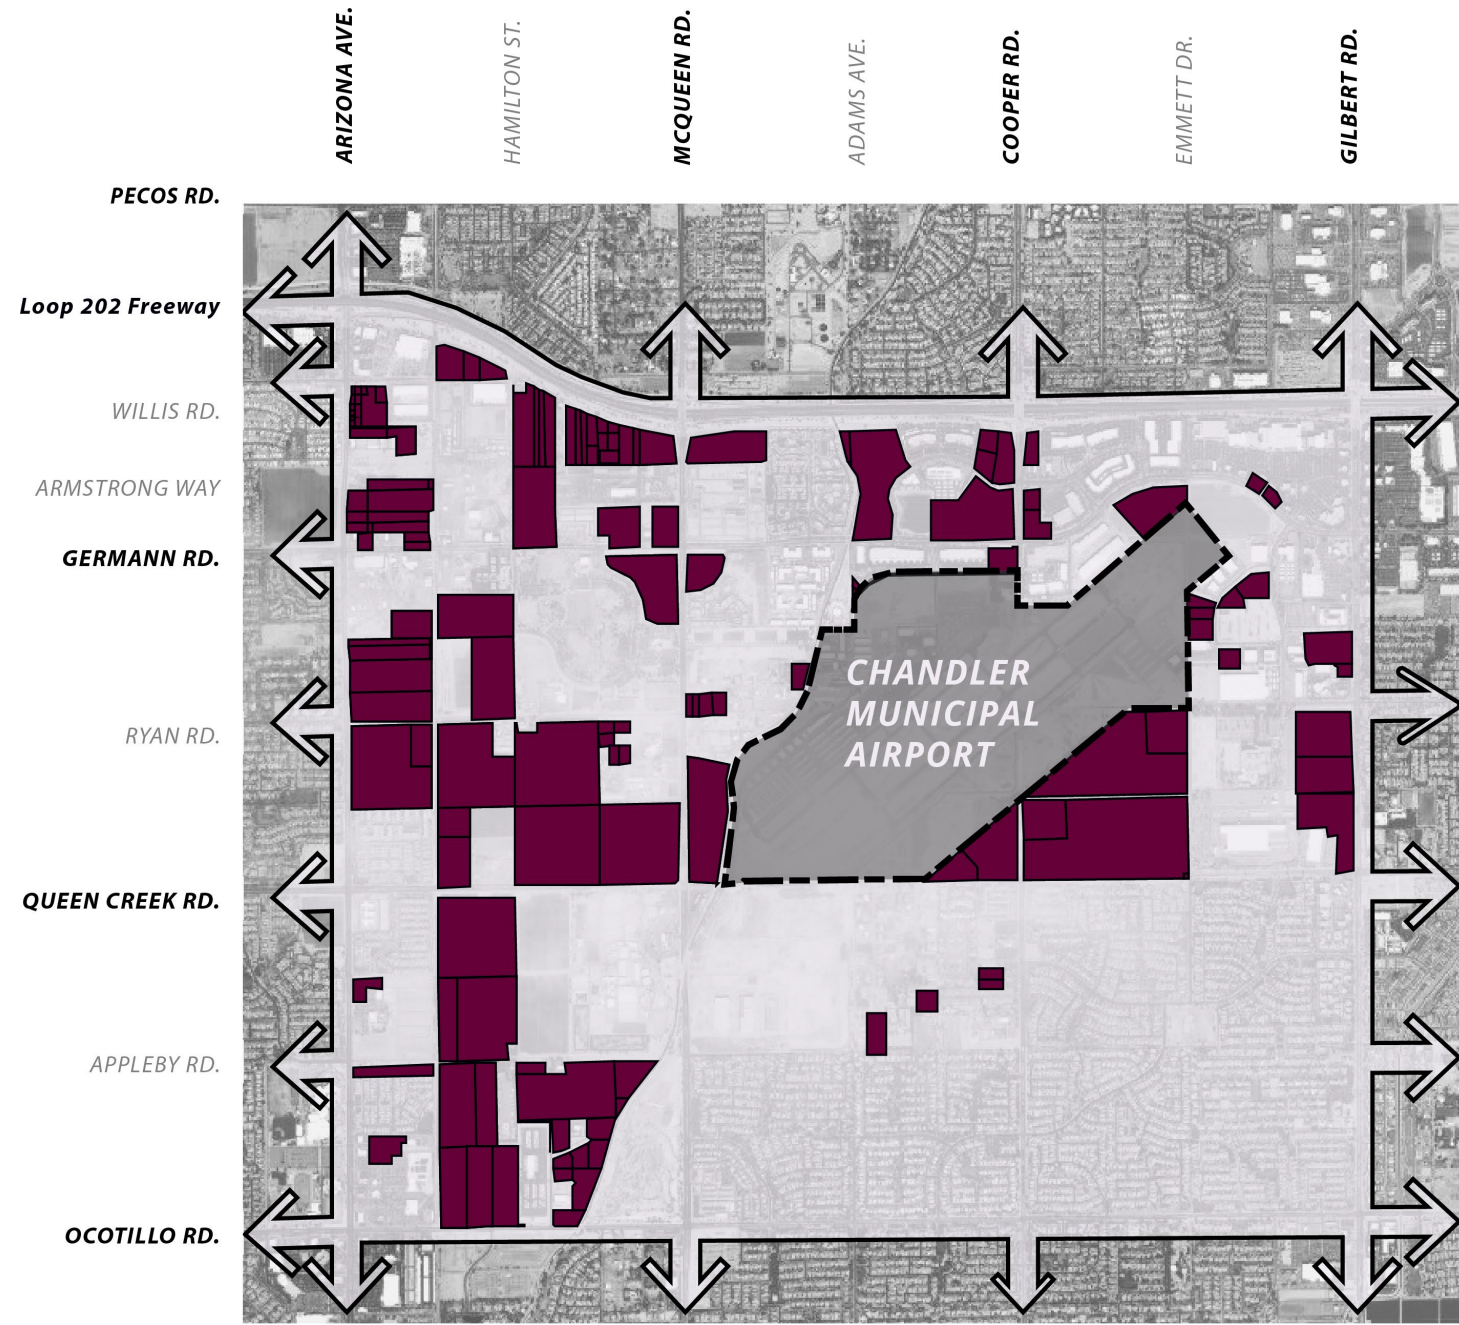 ARIZONA AVE.
HAMILTON ST.
MCQUEEN RD.
ADAMS AVE.
COOPER RD.
EMMETT DR.
GILBERT RD.
PECOS RD.
Loop 202 Freeway
WILLIS RD.
ARMSTRONG WAY
GERMANN RD.
RYAN RD.
QUEEN CREEK RD.
APPLEBY RD.
OCOTILLO RD.
CHANDLER
MUNICIPAL
AIRPORT